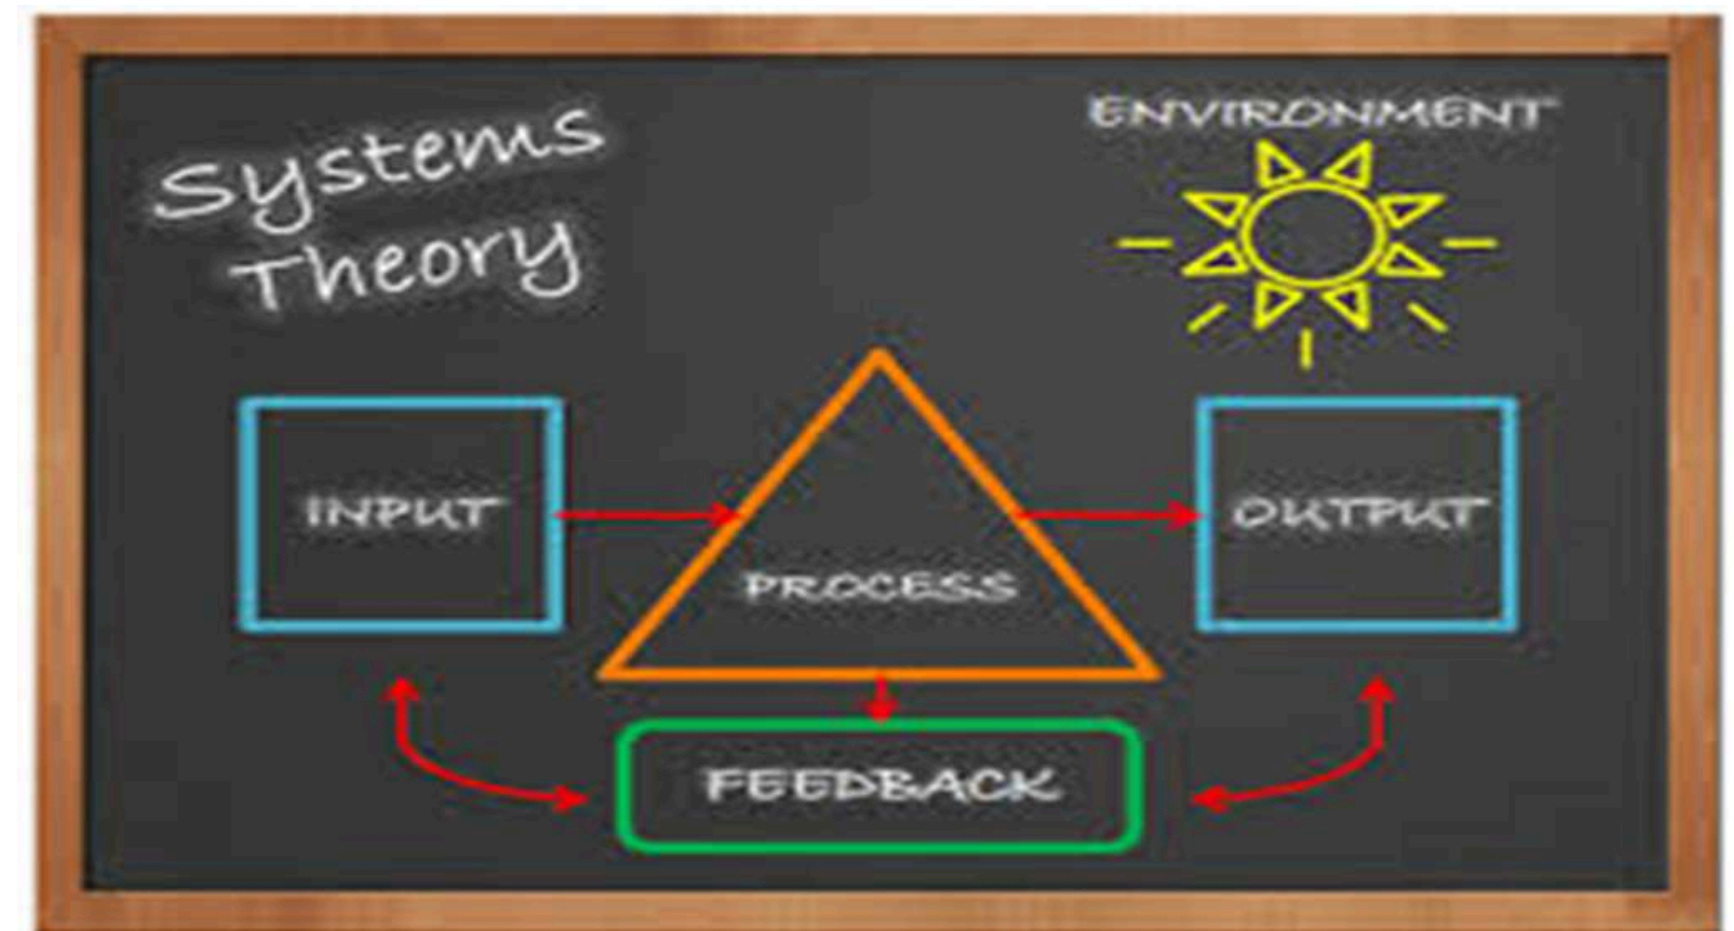 Systems
Theory
ENVIRONMENT
INPUT
PROCESS
OUTPUT
FEEDBACK